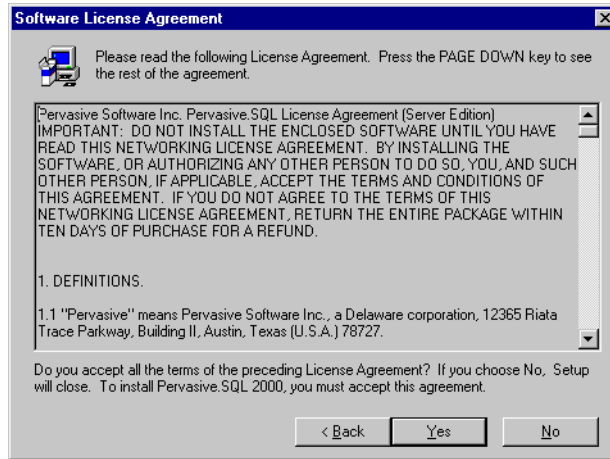 Software License Agreement
Please read the following License Agreement. Press the PAGE DOWN key to see
the rest of the agreement.
Pervasive Software Inc. Pervasive.SQL License Agreement (Server Edition)
IMPORTANT: DO NOT INSTALL THE ENCLOSED SOFTWARE UNTIL YOU HAVE
READ THIS NETWORKING LICENSE AGREEMENT. BY INSTALLING THE
SOFTWARE, OR AUTHORIZING ANY OTHER PERSON TO DO SO, YOU, AND SUCH
OTHER PERSON, IF APPLICABLE, ACCEPT THE TERMS AND CONDITIONS OF
THIS AGREEMENT. IF YOU DO NOT AGREE TO THE TERMS OF THIS
NETWORKING LICENSE AGREEMENT, RETURN THE ENTIRE PACKAGE WITHIN
TEN DAYS OF PURCHASE FOR A REFUND.
1. DEFINITIONS.
1.1 "Pervasive" means Pervasive Software Inc., a Delaware corporation, 12365 Riata
Trace Parkway, Building II, Austin, Texas (U.S.A.) 78727.
Do you accept all the terms of the preceding License Agreement? If you choose No, Setup
will close. To install Pervasive.SQL 2000, you must accept this agreement.
< Back Yes No